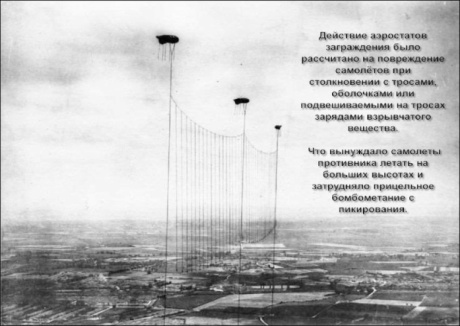 Действие аэростатов
заграждения было
рассчитано на повреждение
самолётов при
столкновении с тросами,
оболочками или
подвешиваемыми на тросах
зарядами взрывчатого
вещества.
Что вынуждало самолеты
противника летать на
больших высотах и
затрудняло прицельное
бомбометание с
пикирования.